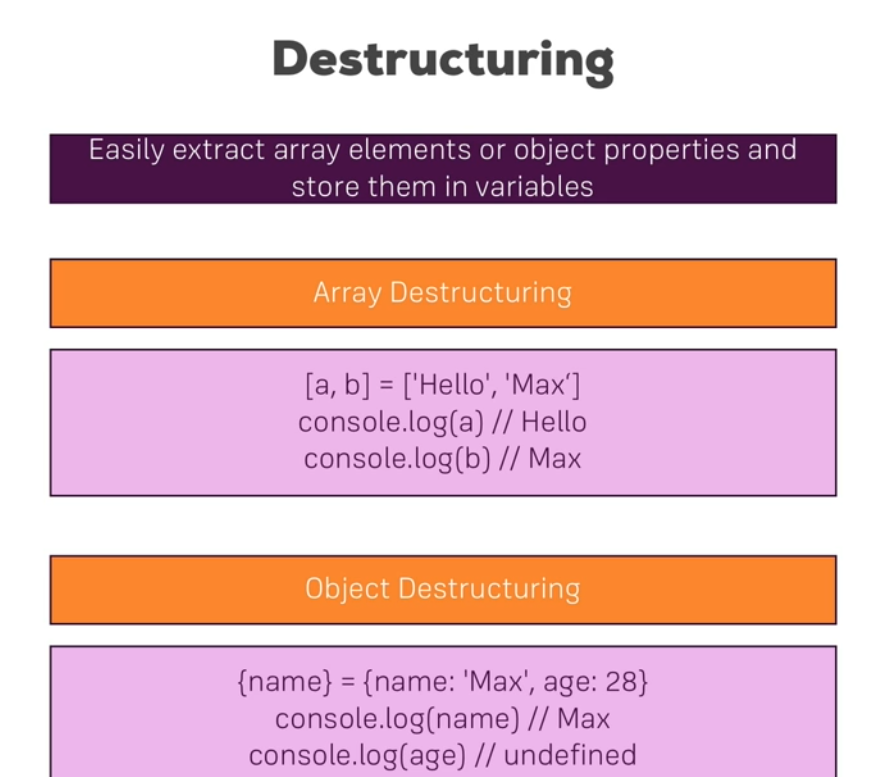 Destructuring
Easily extract array elements or object properties and
store them in variables
Array Destructuring
[a, b] = ['Hello', 'Max‘]
console.log(a) // Hello
console.log(b) // Max
Object Destructuring
{name} = {name: 'Max', age: 28}
console.log(name) // Max
console.log(age) // undefined